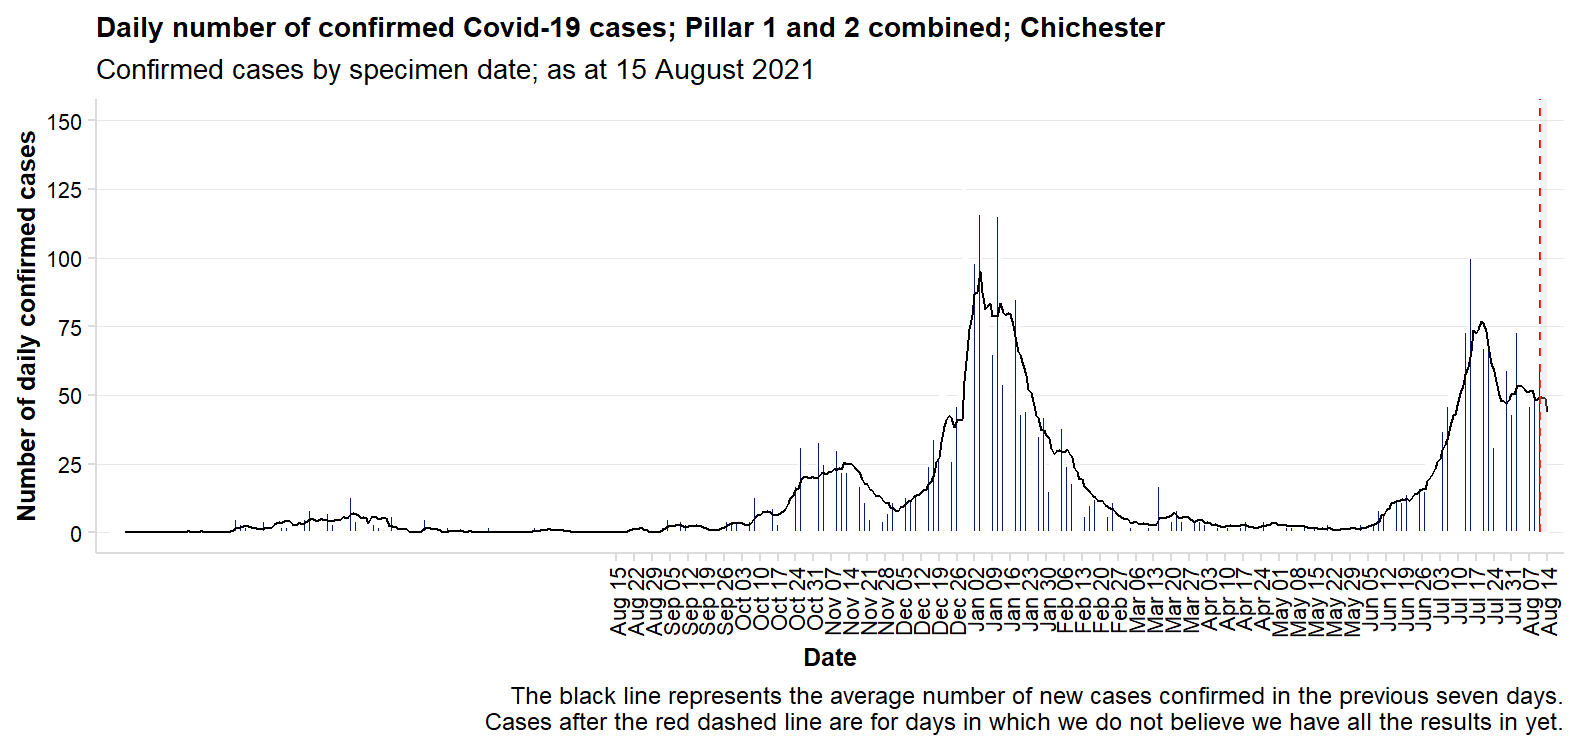 Daily number of confirmed Covid-19 cases; Pillar 1 and 2 combined; Chichester
Confirmed cases by specimen date; as at 15 August 2021
Number of daily confirmed cases
150
125
100
75
50
25
0
Aug 15
Aug 22
Aug 29
Sep 05
Sep 12
Sep 19
Sep 26
Oct 03
Oct 10
Oct 17
Oct 24
Oct 31
Nov 07
Nov 14
Nov 21
Nov 28
Dec 05
Dec 12
Dec 19
Dec 26
Jan 02
Jan 09
Jan 16
Jan 23
Jan 30
Feb 06
Feb 13
Feb 20
Feb 27
Mar 06
Mar 13
Mar 20
Mar 27
Apr 03
Apr 10
Apr 17
Apr 24
May 01
May 08
May 15
May 22
May 29
Jun 05
Jun 12
Jun 19
Jun 26
Jul 03
Jul 10
Jul 17
Jul 24
Jul 31
Aug 07
Aug 14
Date
The black line represents the average number of new cases confirmed in the previous seven days.
Cases after the red dashed line are for days in which we do not believe we have all the results in yet.